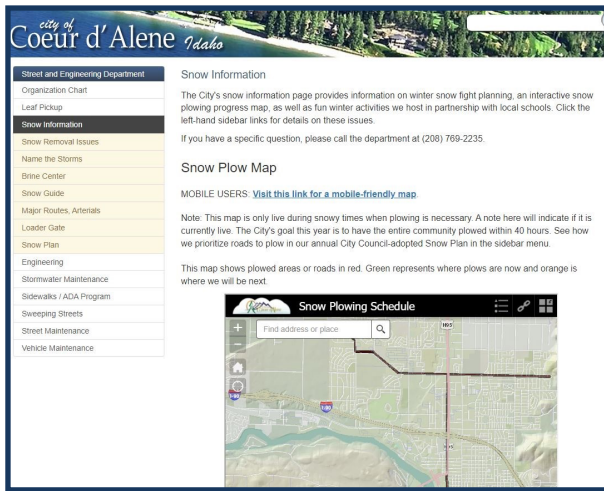 city of
Coeur d'Alene Idaho
Street and Engineering Department
Organization Chart
Leaf Pickup
Snow Information
Snow Removal Issues
Name the Storms
Brine Center
Snow Guide
Major Routes, Arterials
Loader Gate
Snow Plan
Engineering
Stormwater Maintenance
Sidewalks / ADA Program
Sweeping Streets
Street Maintenance
Vehicle Maintenance
Snow Information
The City's snow information page provides information on winter snow fight planning, an interactive snow
plowing progress map, as well as fun winter activities we host in partnership with local schools. Click the
left-hand sidebar links for details on these issues.
If you have a specific question, please call the department at (208) 769-2235.
Snow Plow Map
MOBILE USERS: Visit this link for a mobile-friendly map.
Note: This map is only live during snowy times when plowing is necessary. A note here will indicate if it is
currently live. The City's goal this year is to have the entire community plowed within 40 hours. See how
we prioritize roads to plow in our annual City Council-adopted Snow Plan in the sidebar menu.
This map shows plowed areas or roads in red. Green represents where plows are now and orange is
where we will be next.
Snow Plowing Schedule
+
Find address or place
−
I-90
I-90